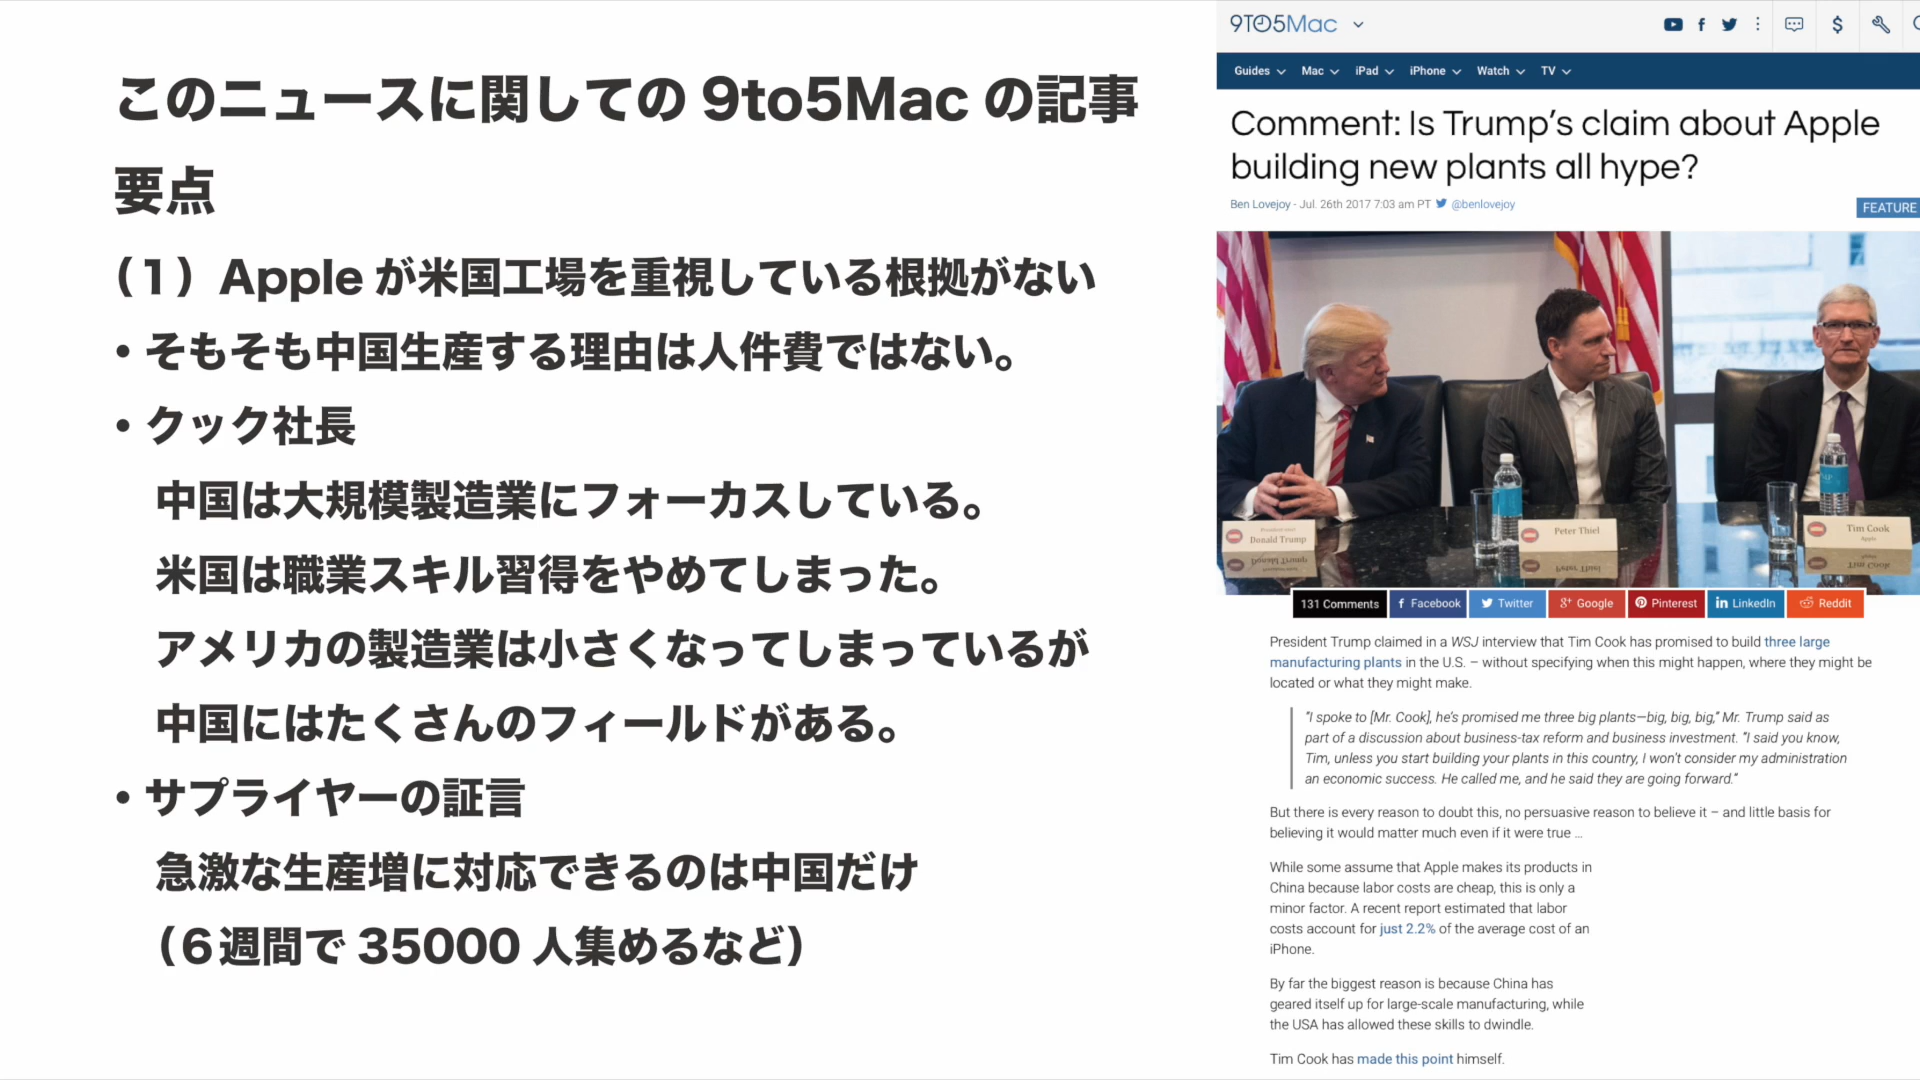 このニュースに関しての 9to5Mac の記事
要点
（1）Apple が米国工場を重視している根拠がない
• そもそも中国生産する理由は人件費ではない。
• クック社長
中国は大規模製造業にフォーカスしている。
米国は職業スキル習得をやめてしまった。
アメリカの製造業は小さくなってしまっているが
中国にはたくさんのフィールドがある。
• サプライヤーの証言
急激な生産増に対応できるのは中国だけ
（6週間で 35000 人集めるなど）
9TO5Mac
Guides Mac iPad iPhone Watch TV
Comment: Is Trump’s claim about Apple
building new plants all hype?
Ben Lovejoy - Jul. 26th 2017 7:03 am PT @benlovejoy
FEATURE
Donald Trump
Peter Thiel
Tim Cook
Apple
131 Comments Facebook Twitter Google Pinterest LinkedIn Reddit
President Trump claimed in a WSJ interview that Tim Cook has promised to build three large
manufacturing plants in the U.S. – without specifying when this might happen, where they might be
located or what they might make.
“I spoke to [Mr. Cook], he’s promised me three big plants—big, big, big,” Mr. Trump said as
part of a discussion about business-tax reform and business investment. “I said you know,
Tim, unless you start building your plants in this country, I won’t consider my administration
an economic success. He called me, and he said they are going forward.”
But there is every reason to doubt this, no persuasive reason to believe it – and little basis for
believing it would matter much even if it were true …
While some assume that Apple makes its products in
China because labor costs are cheap, this is only a
minor factor. A recent report estimated that labor
costs account for just 2.2% of the average cost of an
iPhone.
By far the biggest reason is because China has
geared itself up for large-scale manufacturing, while
the USA has allowed these skills to dwindle.
Tim Cook has made this point himself.